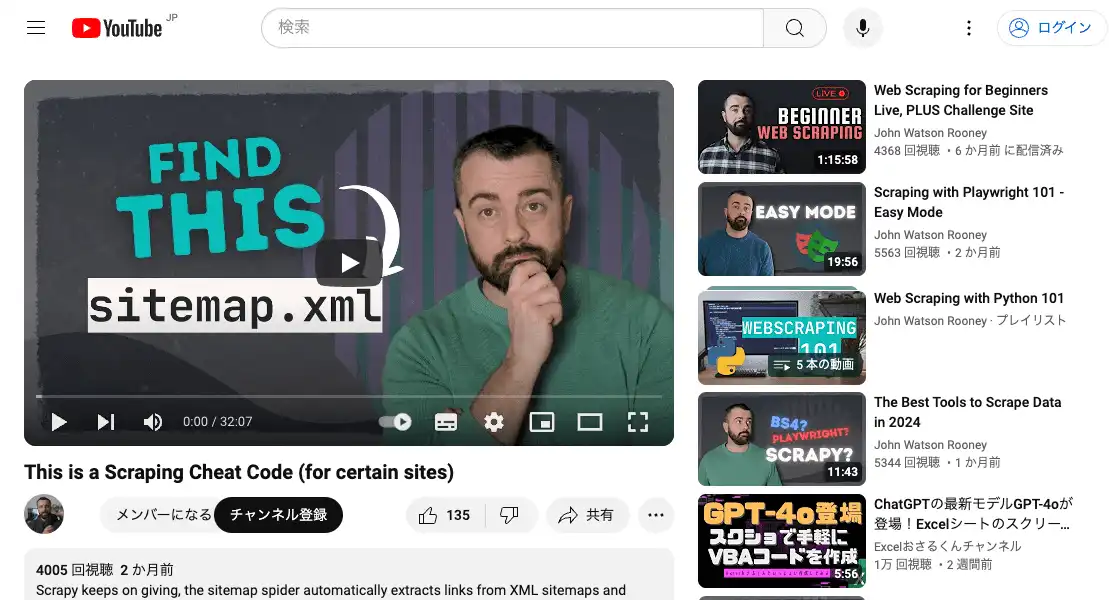 YouTube JP
検索
ログイン
FIND
THIS
sitemap.xml
0:00 / 32:07
This is a Scraping Cheat Code (for certain sites)
メンバーになる
チャンネル登録
135
共有
4005 回視聴 2 か月前
Scrapy keeps on giving, the sitemap spider automatically extracts links from XML sitemaps and
LIVE
BEGINNER
WEB SCRAPING
1:15:58
Web Scraping for Beginners
Live, PLUS Challenge Site
John Watson Rooney
4368 回視聴 ・6 か月前 に配信済み
EASY MODE
19:56
Scraping with Playwright 101 -
Easy Mode
John Watson Rooney
5563 回視聴 ・2 か月前
WEBSCRAPING
101
5 本の動画
Web Scraping with Python 101
John Watson Rooney · プレイリスト
BS4?
PLAYWRIGHT?
SCRAPY?
11:43
The Best Tools to Scrape Data
in 2024
John Watson Rooney
5344 回視聴 ・1 か月前
GPT-4o登場
スクショで手軽に
VBAコードを作成
5:56
ChatGPTの最新モデルGPT-4oが
登場！Excelシートのスクリー...
Excelおさるくんチャンネル
1万 回視聴 ・2 週間前